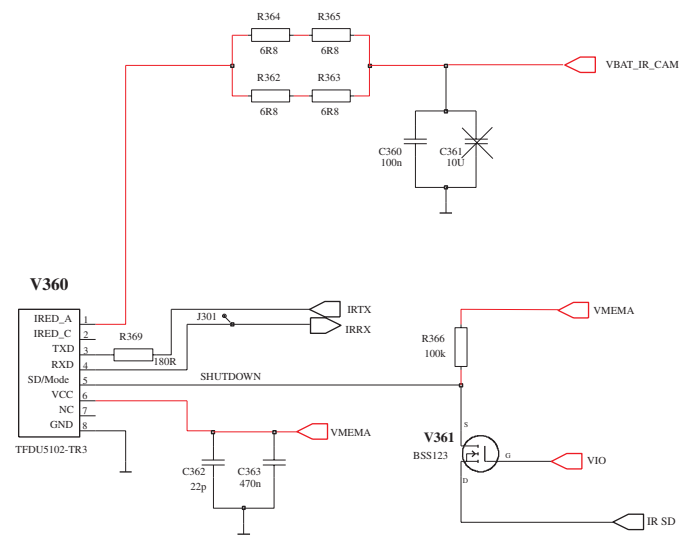 R364 R365
6R8 6R8
R362 R363
6R8 6R8
VBAT_IR_CAM
C360
100n
C361
10U
V360
IRED_A 1
IRED_C 2
TXD 3
RXD 4
SD/Mode 5
VCC 6
NC 7
GND 8
TFDU5102-TR3
R369
180R
J301
IRTX
IRRX
SHUTDOWN
VMEMA
R366
100k
VMEMA
C362
22p
C363
470n
V361
BSS123
S
G
D
VIO
IR SD